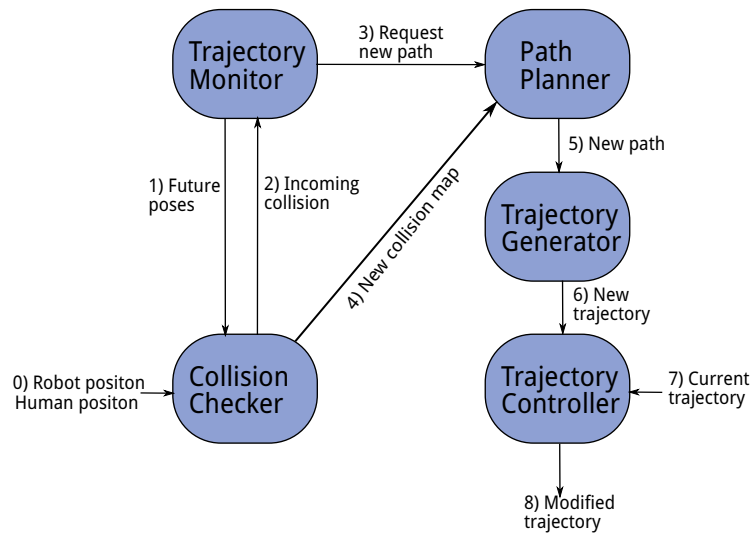 3) Request
new path
Trajectory
Monitor
Path
Planner
5) New path
1) Future
poses
2) Incoming
collision
4) New collision map
Trajectory
Generator
6) New
trajectory
0) Robot positon
Human positon
Collision
Checker
Trajectory
Controller
7) Current
trajectory
8) Modified
trajectory